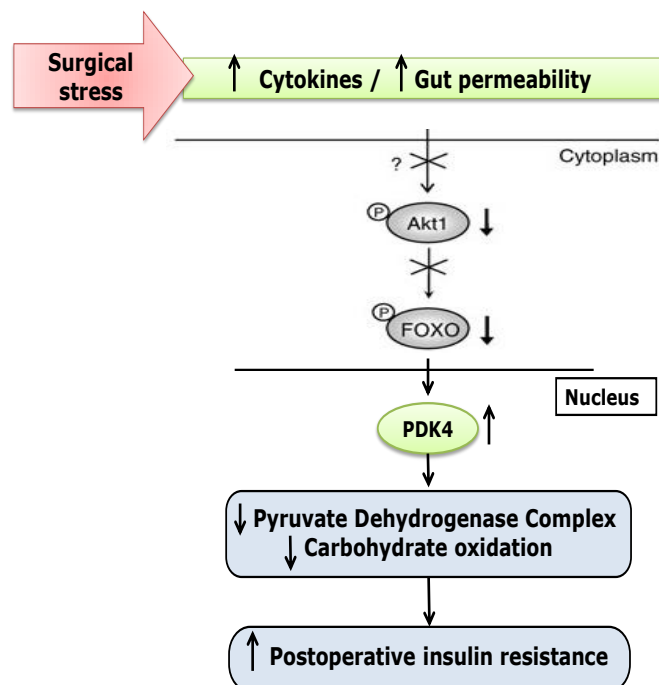 Surgical
stress
↑ Cytokines / ↑ Gut permeability
Cytoplasm
?
P
Akt1 ↓
P
FOXO ↓
Nucleus
PDK4 ↑
↓ Pyruvate Dehydrogenase Complex
↓ Carbohydrate oxidation
↑ Postoperative insulin resistance